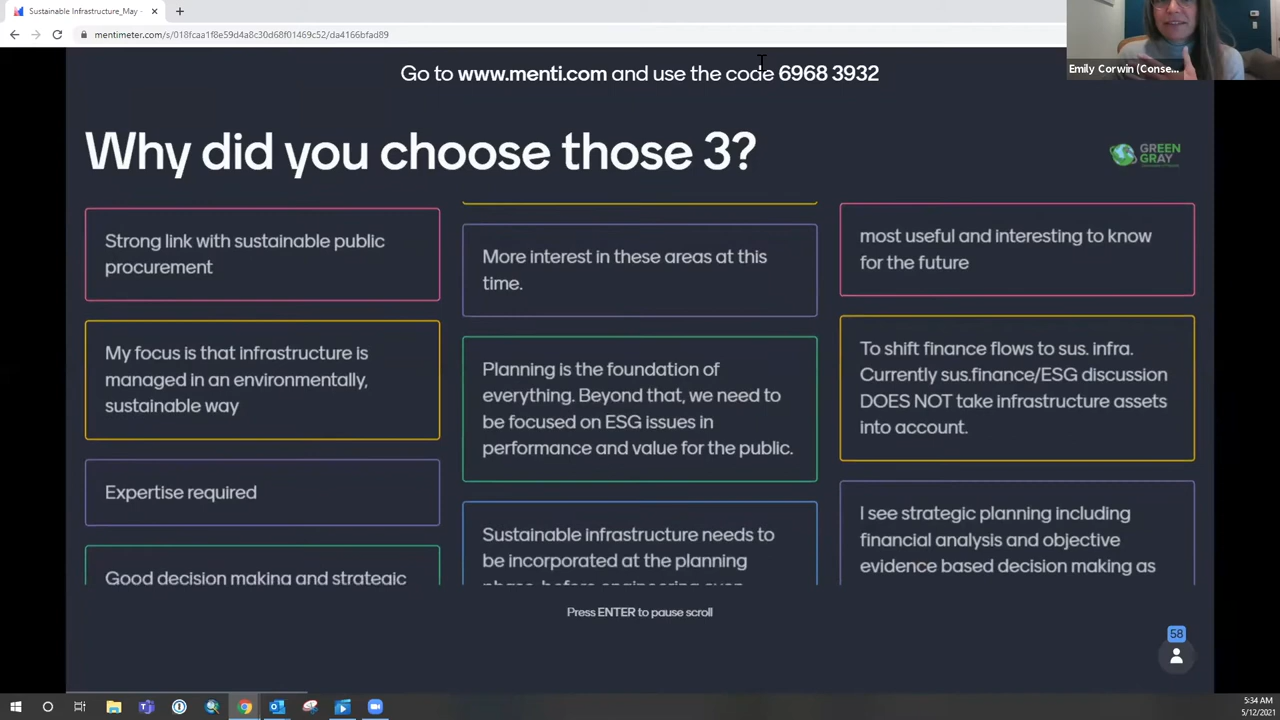 Sustainable Infrastructure_May -
mentimeter.com/s/018fcaa1f8e59d4a8c30d68f01469c52/da4166bfad89
Emily Corwin (Conse...
Go to www.menti.com and use the code 6968 3932
Why did you choose those 3?
GREEN
GRAY
Strong link with sustainable public
procurement
My focus is that infrastructure is
managed in an environmentally,
sustainable way
Expertise required
Good decision making and strategic
More interest in these areas at this
time.
Planning is the foundation of
everything. Beyond that, we need to
be focused on ESG issues in
performance and value for the public.
Sustainable infrastructure needs to
be incorporated at the planning
phase, before engineering even
most useful and interesting to know
for the future
To shift finance flows to sus. infra.
Currently sus.finance/ESG discussion
DOES NOT take infrastructure assets
into account.
I see strategic planning including
financial analysis and objective
evidence based decision making as
Press ENTER to pause scroll
58
5:34 AM
5/12/2021